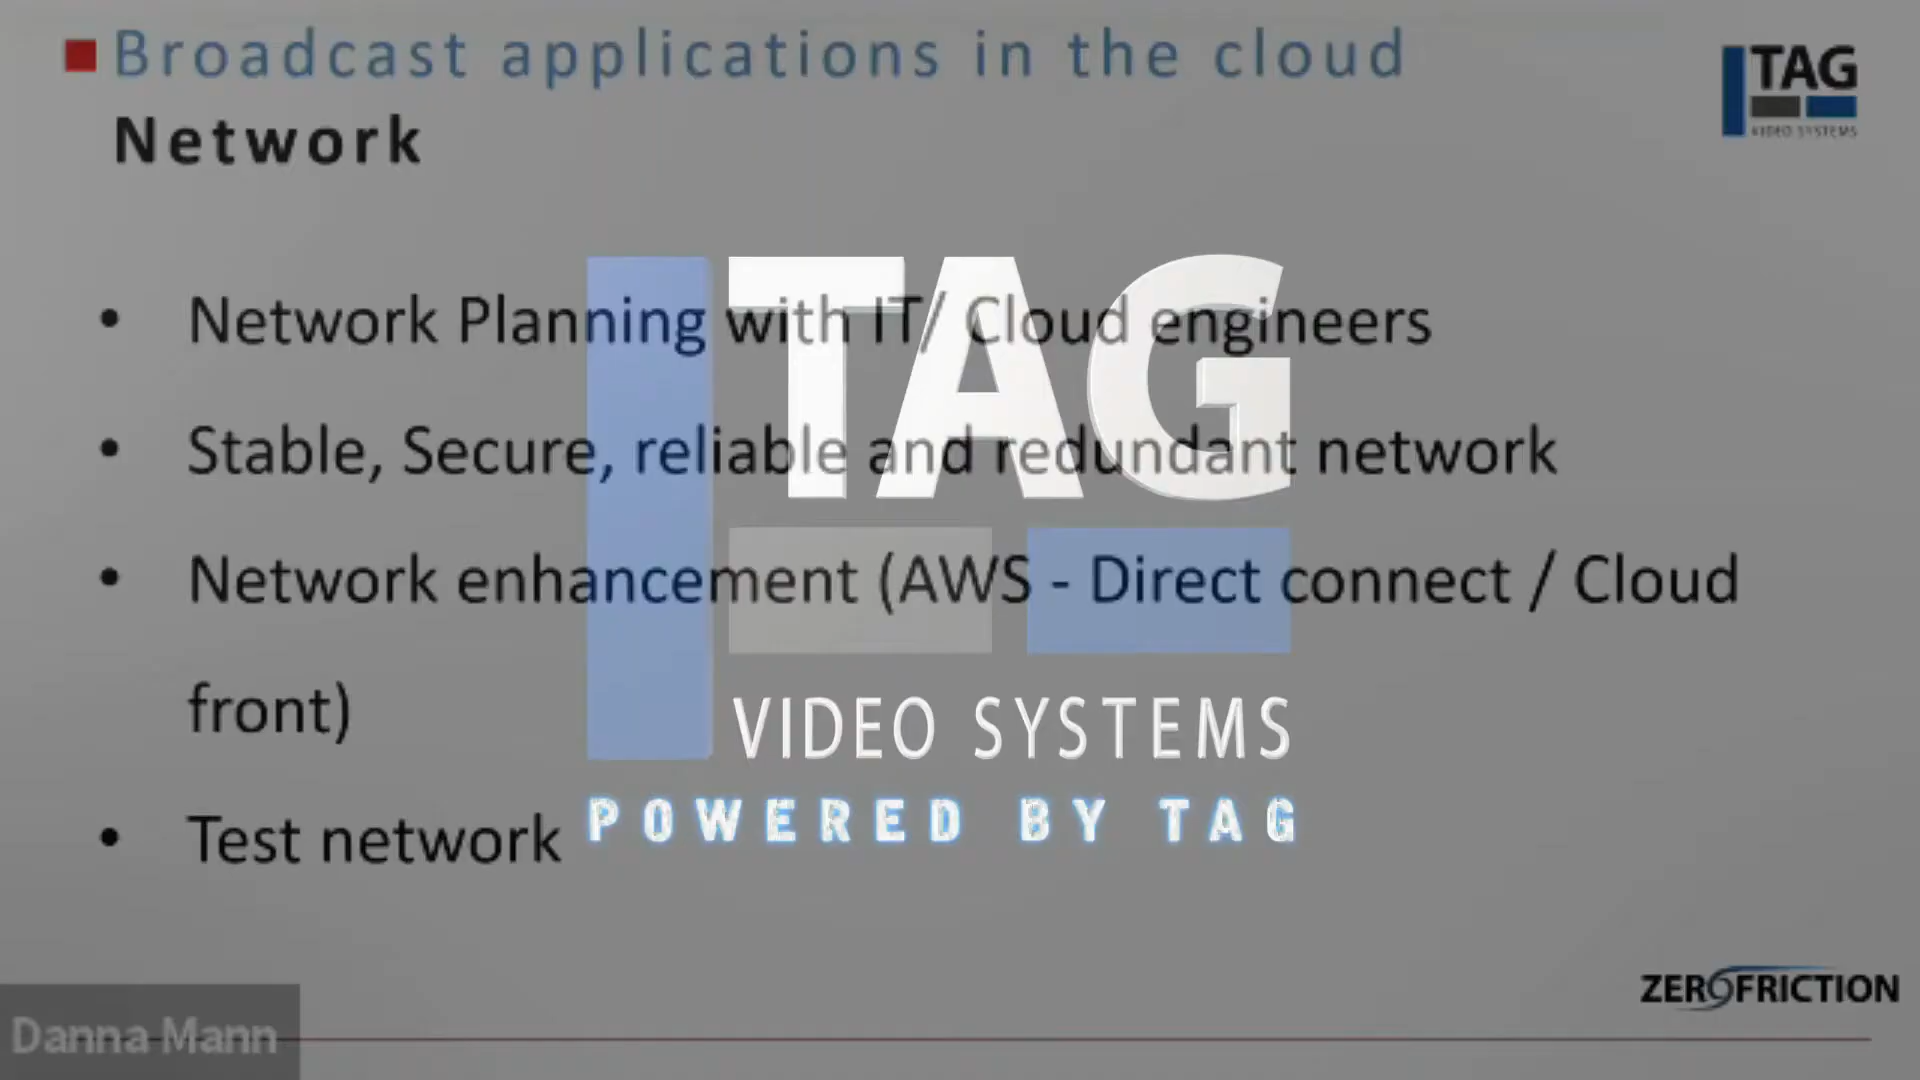 Broadcast applications in the cloud
Network
TAG
VIDEO SYSTEMS
• Network Planning with IT/ Cloud engineers
• Stable, Secure, reliable and redundant network
• Network enhancement (AWS - Direct connect / Cloud
front)
• Test network
TAG
VIDEO SYSTEMS
POWERED BY TAG
ZEROFRICTION
Danna Mann